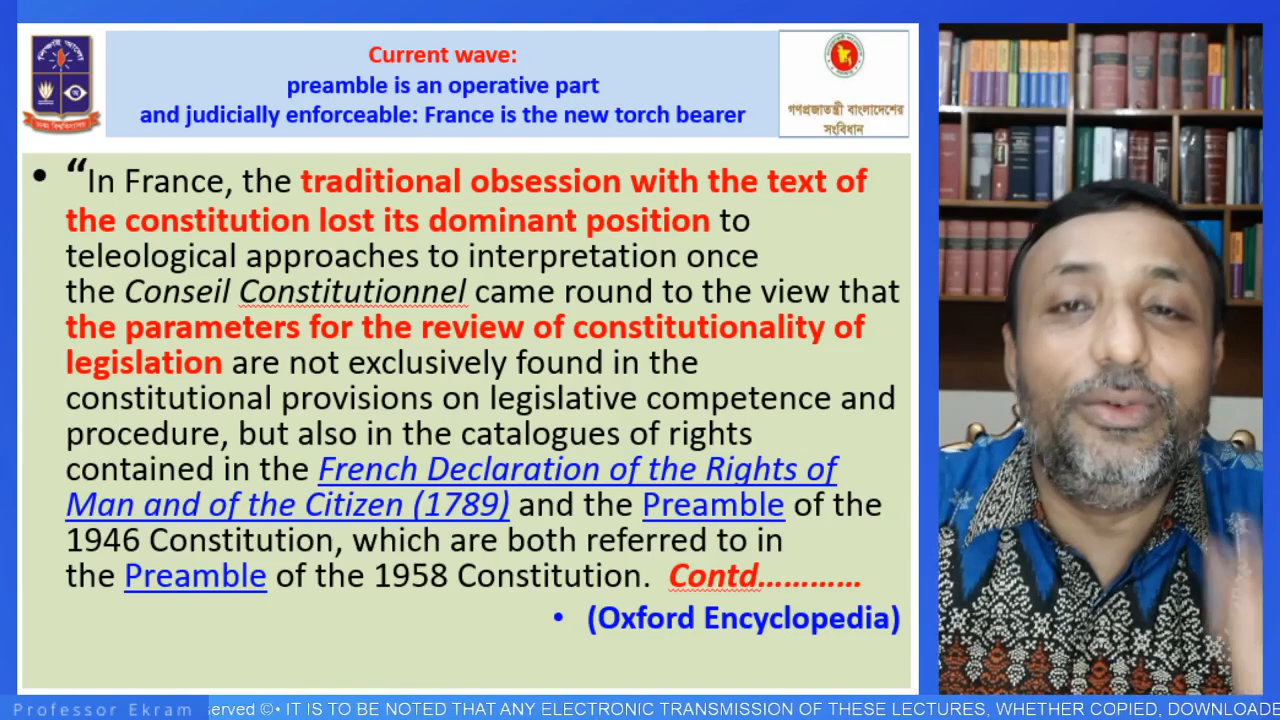 Current wave:
preamble is an operative part
and judicially enforceable: France is the new torch bearer
গণপ্রজাতন্ত্রী বাংলাদেশের
সংবিধান
• “In France, the traditional obsession with the text of
the constitution lost its dominant position to
teleological approaches to interpretation once
the Conseil Constitutionnel came round to the view that
the parameters for the review of constitutionality of
legislation are not exclusively found in the
constitutional provisions on legislative competence and
procedure, but also in the catalogues of rights
contained in the French Declaration of the Rights of
Man and of the Citizen (1789) and the Preamble of the
1946 Constitution, which are both referred to in
the Preamble of the 1958 Constitution. Contd…………
• (Oxford Encyclopedia)
Professor Ekram
erved ©• IT IS TO BE NOTED THAT ANY ELECTRONIC TRANSMISSION OF THESE LECTURES, WHETHER COPIED, DOWNLOADE